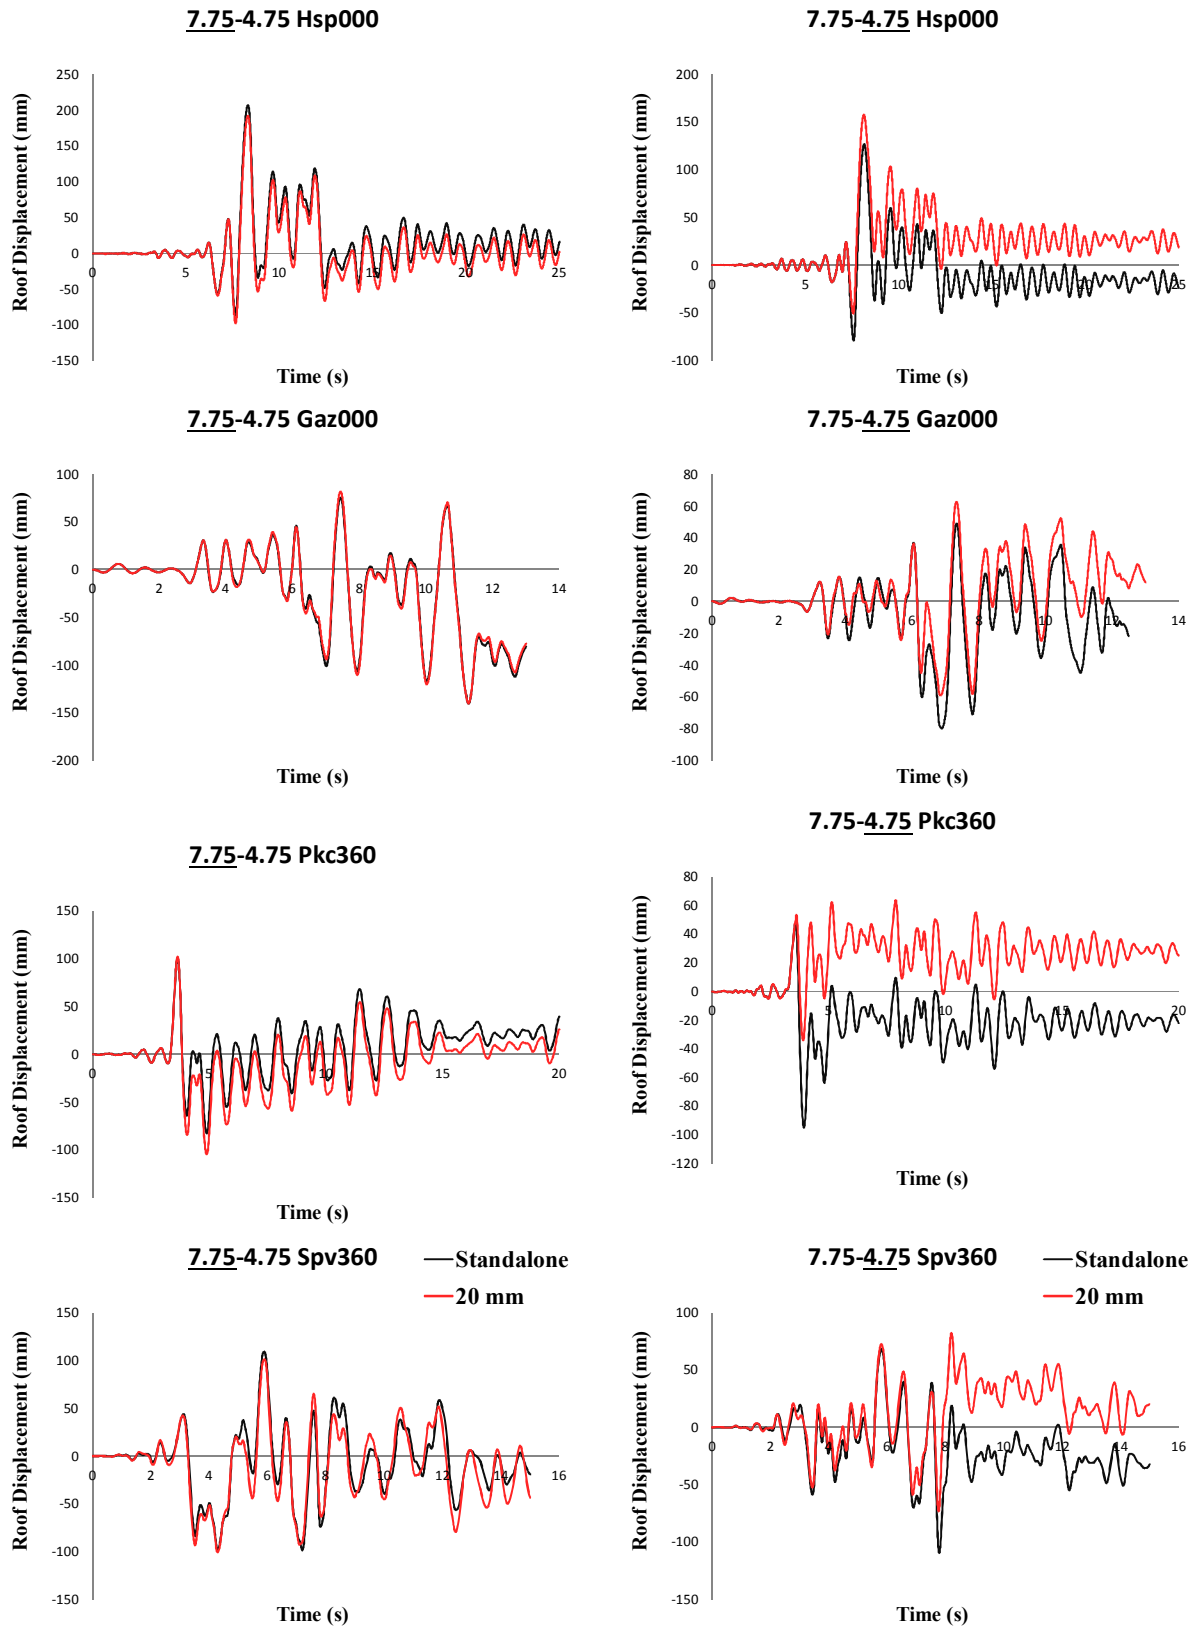 7.75-4.75 Hsp000
250
200
150
100
50
0
-50
-100
-150
0 5 10 15 20 25
Roof Displacement (mm)
Time (s)
7.75-4.75 Hsp000
200
150
100
50
0
-50
-100
0 5 10 15 20 25
Roof Displacement (mm)
Time (s)
7.75-4.75 Gaz000
100
50
0
-50
-100
-150
-200
0 2 4 6 8 10 12 14
Roof Displacement (mm)
Time (s)
7.75-4.75 Gaz000
80
60
40
20
0
-20
-40
-60
-80
-100
0 2 4 6 8 10 12 14
Roof Displacement (mm)
Time (s)
7.75-4.75 Pkc360
150
100
50
0
-50
-100
-150
0 5 10 15 20
Roof Displacement (mm)
Time (s)
7.75-4.75 Pkc360
80
60
40
20
0
-20
-40
-60
-80
-100
-120
0 5 10 15 20
Roof Displacement (mm)
Time (s)
7.75-4.75 Spv360
Standalone
20 mm
150
100
50
0
-50
-100
-150
0 2 4 6 8 10 12 14 16
Roof Displacement (mm)
Time (s)
7.75-4.75 Spv360
Standalone
20 mm
100
50
0
-50
-100
-150
0 2 4 6 8 10 12 14 16
Roof Displacement (mm)
Time (s)